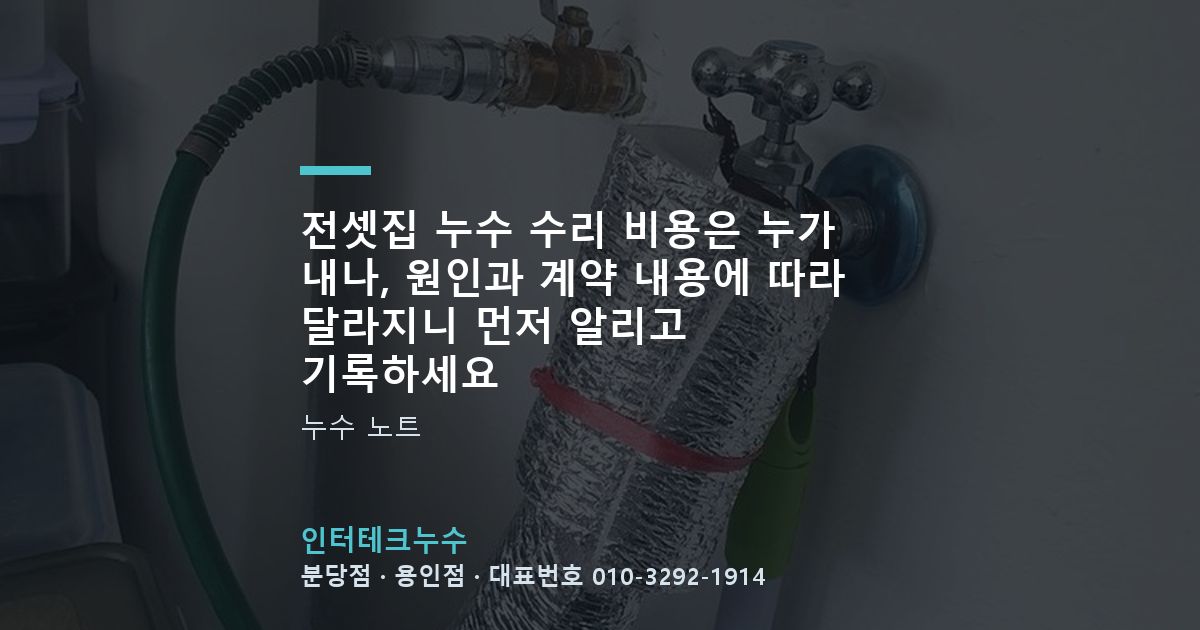 전셋집 누수 수리 비용은 누가
내나, 원인과 계약 내용에 따라
달라지니 먼저 알리고
기록하세요
누수 노트
인터테크누수
분당점 · 용인점 · 대표번호 010-3292-1914